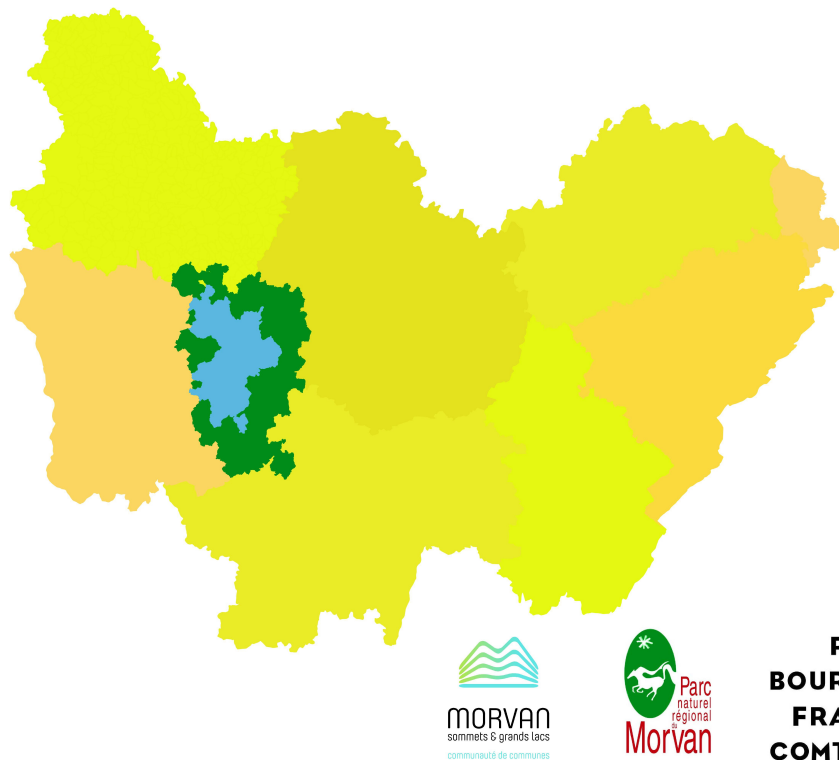 MORVAN
sommets & grands lacs
communauté de communes
Parc
naturel
régional
du
Morvan
BOUR
FRA
COMT